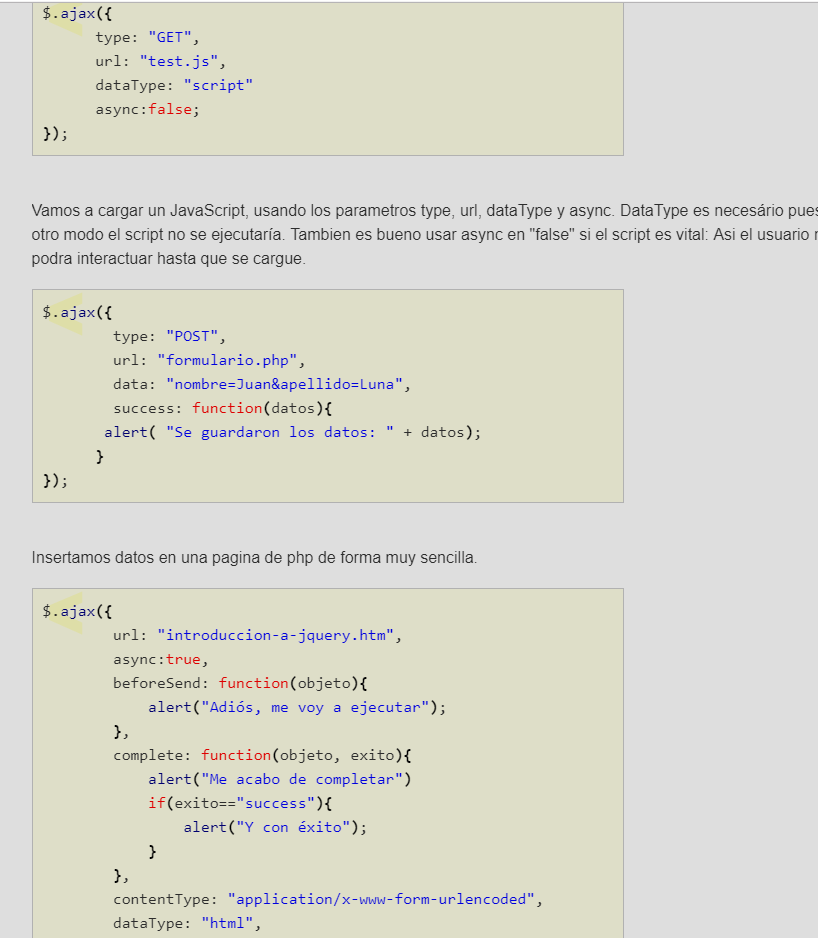 $.ajax({
type: "GET",
url: "test.js",
dataType: "script"
async:false;
});
Vamos a cargar un JavaScript, usando los parametros type, url, dataType y async. DataType es necesário pues
otro modo el script no se ejecutaría. Tambien es bueno usar async en "false" si el script es vital: Asi el usuario
podra interactuar hasta que se cargue.
$.ajax({
type: "POST",
url: "formulario.php",
data: "nombre=Juan&apellido=Luna",
success: function(datos){
alert( "Se guardaron los datos: " + datos);
}
});
Insertamos datos en una pagina de php de forma muy sencilla.
$.ajax({
url: "introduccion-a-jquery.htm",
async:true,
beforeSend: function(objeto){
alert("Adiós, me voy a ejecutar");
},
complete: function(objeto, exito){
alert("Me acabo de completar")
if(exito=="success"){
alert("Y con éxito");
}
},
contentType: "application/x-www-form-urlencoded",
dataType: "html",